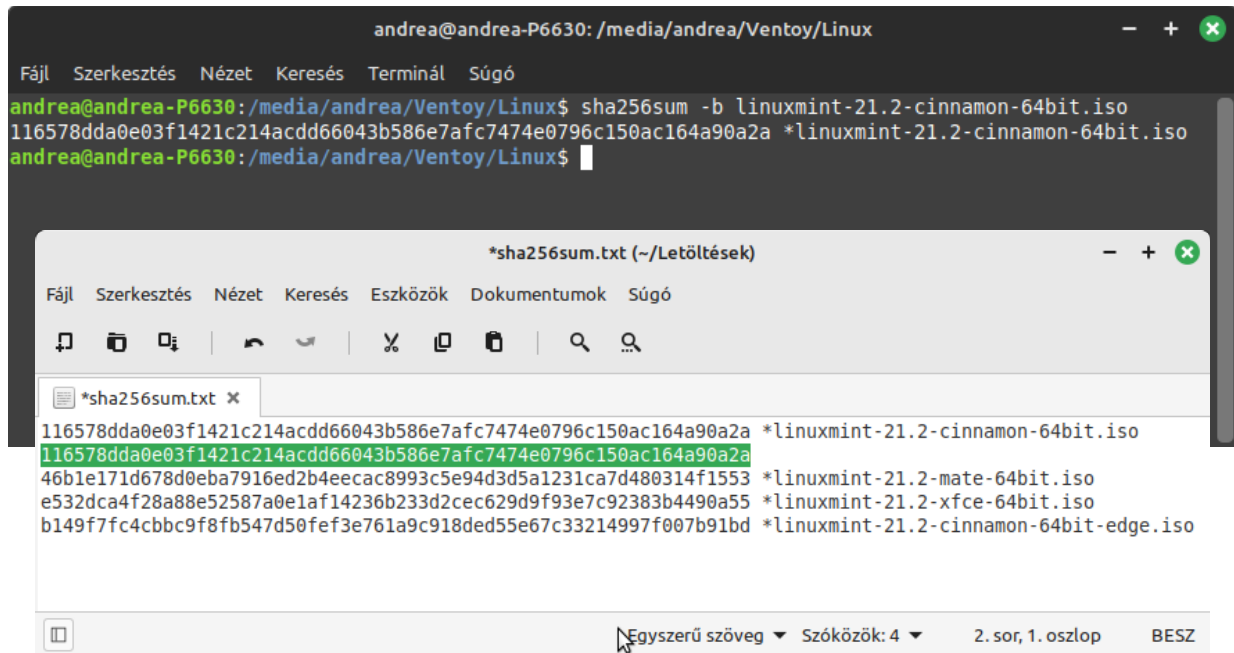 andrea@andrea-P6630: /media/andrea/Ventoy/Linux
Fájl Szerkesztés Nézet Keresés Terminál Súgó
andrea@andrea-P6630:/media/andrea/Ventoy/Linux$ sha256sum -b linuxmint-21.2-cinnamon-64bit.iso
116578dda0e03f1421c214acdd66043b586e7afc7474e0796c150ac164a90a2a *linuxmint-21.2-cinnamon-64bit.iso
andrea@andrea-P6630:/media/andrea/Ventoy/Linux$
*sha256sum.txt (~/Letöltések)
Fájl Szerkesztés Nézet Keresés Eszközök Dokumentumok Súgó
*sha256sum.txt
116578dda0e03f1421c214acdd66043b586e7afc7474e0796c150ac164a90a2a *linuxmint-21.2-cinnamon-64bit.iso
116578dda0e03f1421c214acdd66043b586e7afc7474e0796c150ac164a90a2a
46b1e171d678d0eba7916ed2b4eecac8993c5e94d3d5a1231ca7d480314f1553 *linuxmint-21.2-mate-64bit.iso
e532dca4f28a88e52587a0e1af14236b233d2cec629d9f93e7c92383b4490a55 *linuxmint-21.2-xfce-64bit.iso
b149f7fc4cbbc9f8fb547d50fef3e761a9c918ded55e67c33214997f007b91bd *linuxmint-21.2-cinnamon-64bit-edge.iso
Egyszerű szöveg Szóközök: 4 2. sor, 1. oszlop BESZ